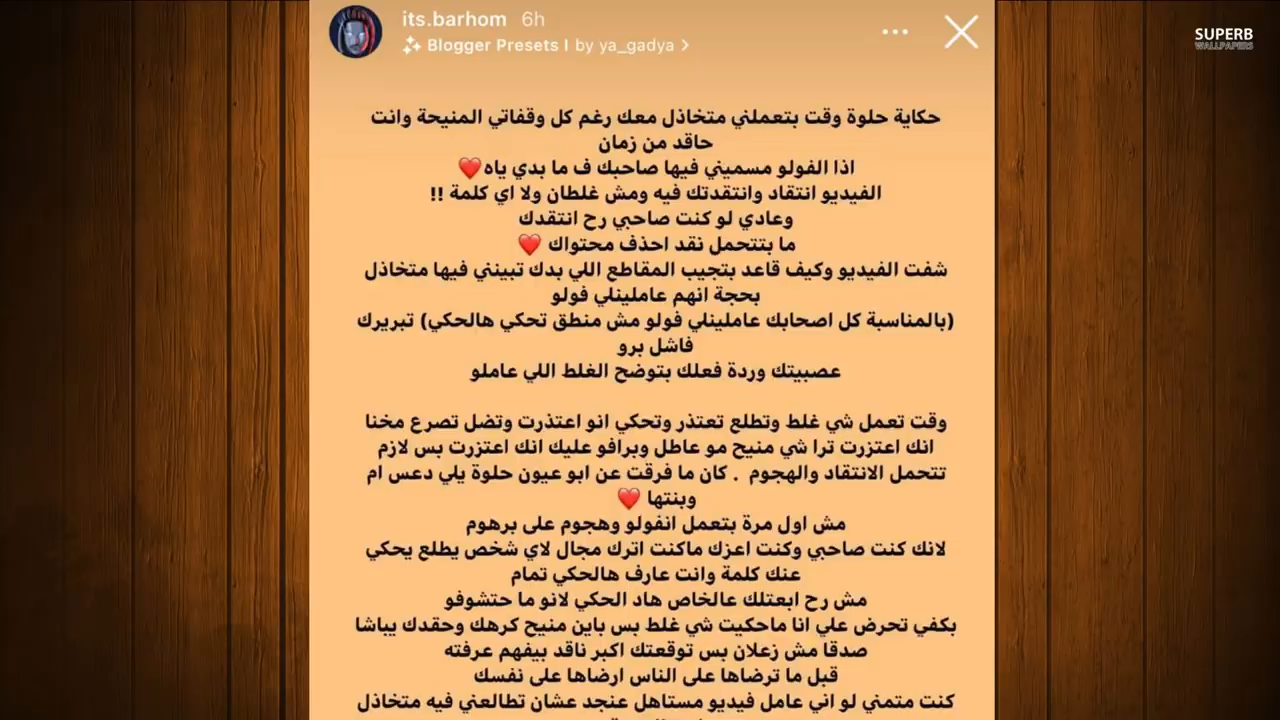 its.barhom 6h
Blogger Presets I by ya_gadya >
SUPERB
WALLPAPERS
حكاية حلوة وقت بتعملني متخاذل معك رغم كل وقفاتي المنيحة وانت
حاقد من زمان
اذا الفولو مسميني فيها صاحبك ف ما بدي ياه❤️
الفيديو انتقاد وانتقدتك فيه ومش غلطان ولا اي كلمة !!
وعادي لو كنت صاحبي رح انتقدك
ما بتتحمل نقد احذف محتواك ❤️
شفت الفيديو وكيف قاعد بتجيب المقاطع اللي بدك تبينني فيها متخاذل
بحجة انهم عاملينلي فولو
(بالمناسبة كل اصحابك عاملينلي فولو مش منطق تحكي هالحكي) تبريرك
فاشل برو
عصبيتك وردة فعلك بتوضح الغلط اللي عاملو
وقت تعمل شي غلط وتطلع تعتذر وتحكي انو اعتذرت وتضل تصرع مخنا
انك اعتزرت ترا شي منيح مو عاطل وبرافو عليك انك اعتزرت بس لازم
تتحمل الانتقاد والهجوم . كان ما فرقت عن ابو عيون حلوة يلي دعس ام
وبنتها ❤️
مش اول مرة بتعمل انفولو وهجوم على برهوم
لانك كنت صاحبي وكنت اعزك ماكنت اترك مجال لاي شخص يطلع يحكي
عنك كلمة وانت عارف هالحكي تمام
مش رح ابعتلك عالخاص هاد الحكي لانو ما حتشوفو
بكفي تحرض علي انا ماحكيت شي غلط بس باين منيح كرهك وحقدك يباشا
صدقا مش زعلان بس توقعتك اكبر ناقد بيفهم عرفته
قبل ما ترضاها على الناس ارضاها على نفسك
كنت متمني لو اني عامل فيديو مستاهل عنجد عشان تطالعني فيه متخاذل